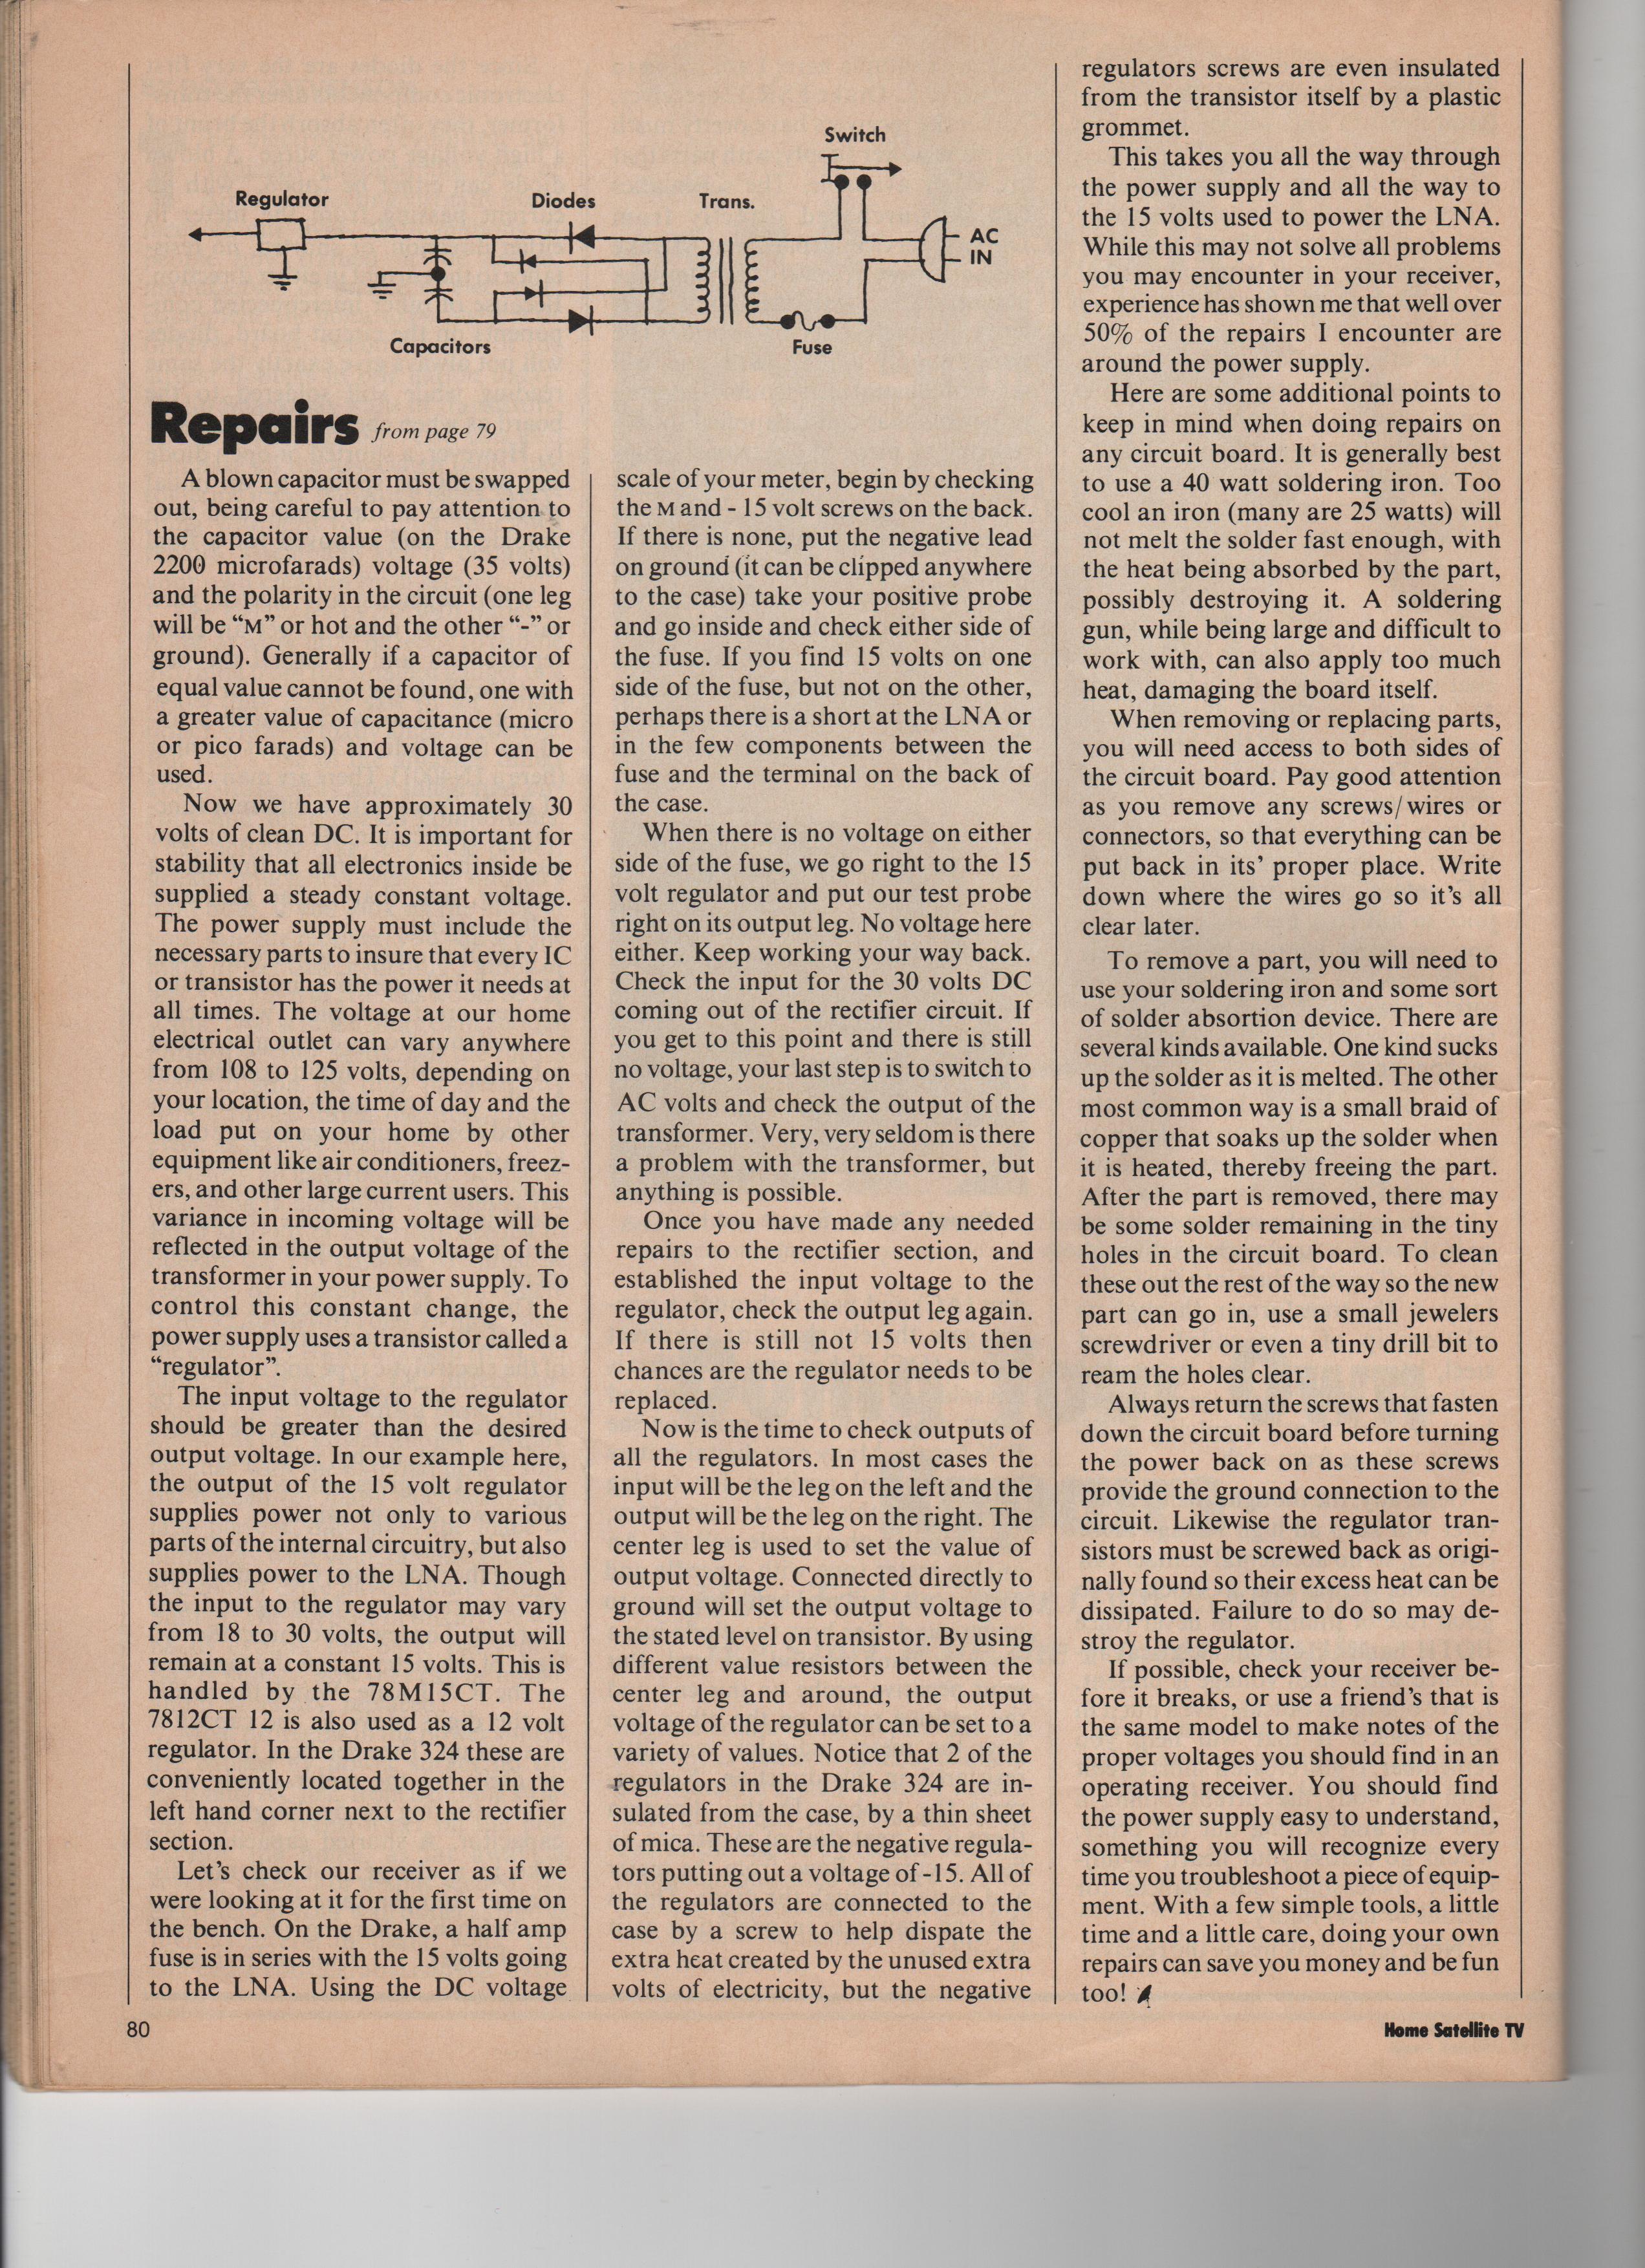 Switch
Regulator
Diodes
Trans.
AC
IN
Capacitors
Fuse
Repairs from page 79
A blown capacitor must be swapped
out, being careful to pay attention to
the capacitor value (on the Drake
2200 microfarads) voltage (35 volts)
and the polarity in the circuit (one leg
will be “M” or hot and the other “-” or
ground). Generally if a capacitor of
equal value cannot be found, one with
a greater value of capacitance (micro
or pico farads) and voltage can be
used.
Now we have approximately 30
volts of clean DC. It is important for
stability that all electronics inside be
supplied a steady constant voltage.
The power supply must include the
necessary parts to insure that every IC
or transistor has the power it needs at
all times. The voltage at our home
electrical outlet can vary anywhere
from 108 to 125 volts, depending on
your location, the time of day and the
load put on your home by other
equipment like air conditioners, freez-
ers, and other large current users. This
variance in incoming voltage will be
reflected in the output voltage of the
transformer in your power supply. To
control this constant change, the
power supply uses a transistor called a
“regulator”.
The input voltage to the regulator
should be greater than the desired
output voltage. In our example here,
the output of the 15 volt regulator
supplies power not only to various
parts of the internal circuitry, but also
supplies power to the LNA. Though
the input to the regulator may vary
from 18 to 30 volts, the output will
remain at a constant 15 volts. This is
handled by the 78M15CT. The
7812CT 12 is also used as a 12 volt
regulator. In the Drake 324 these are
conveniently located together in the
left hand corner next to the rectifier
section.
Let’s check our receiver as if we
were looking at it for the first time on
the bench. On the Drake, a half amp
fuse is in series with the 15 volts going
to the LNA. Using the DC voltage
scale of your meter, begin by checking
the M and - 15 volt screws on the back.
If there is none, put the negative lead
on ground (it can be clipped anywhere
to the case) take your positive probe
and go inside and check either side of
the fuse. If you find 15 volts on one
side of the fuse, but not on the other,
perhaps there is a short at the LNA or
in the few components between the
fuse and the terminal on the back of
the case.
When there is no voltage on either
side of the fuse, we go right to the 15
volt regulator and put our test probe
right on its output leg. No voltage here
either. Keep working your way back.
Check the input for the 30 volts DC
coming out of the rectifier circuit. If
you get to this point and there is still
no voltage, your last step is to switch to
AC volts and check the output of the
transformer. Very, very seldom is there
a problem with the transformer, but
anything is possible.
Once you have made any needed
repairs to the rectifier section, and
established the input voltage to the
regulator, check the output leg again.
If there is still not 15 volts then
chances are the regulator needs to be
replaced.
Now is the time to check outputs of
all the regulators. In most cases the
input will be the leg on the left and the
output will be the leg on the right. The
center leg is used to set the value of
output voltage. Connected directly to
ground will set the output voltage to
the stated level on transistor. By using
different value resistors between the
center leg and around, the output
voltage of the regulator can be set to a
variety of values. Notice that 2 of the
regulators in the Drake 324 are in-
sulated from the case, by a thin sheet
of mica. These are the negative regula-
tors putting out a voltage of -15. All of
the regulators are connected to the
case by a screw to help dispate the
extra heat created by the unused extra
volts of electricity, but the negative
regulators screws are even insulated
from the transistor itself by a plastic
grommet.
This takes you all the way through
the power supply and all the way to
the 15 volts used to power the LNA.
While this may not solve all problems
you may encounter in your receiver,
experience has shown me that well over
50% of the repairs I encounter are
around the power supply.
Here are some additional points to
keep in mind when doing repairs on
any circuit board. It is generally best
to use a 40 watt soldering iron. Too
cool an iron (many are 25 watts) will
not melt the solder fast enough, with
the heat being absorbed by the part,
possibly destroying it. A soldering
gun, while being large and difficult to
work with, can also apply too much
heat, damaging the board itself.
When removing or replacing parts,
you will need access to both sides of
the circuit board. Pay good attention
as you remove any screws/wires or
connectors, so that everything can be
put back in its’ proper place. Write
down where the wires go so it’s all
clear later.
To remove a part, you will need to
use your soldering iron and some sort
of solder absortion device. There are
several kinds available. One kind sucks
up the solder as it is melted. The other
most common way is a small braid of
copper that soaks up the solder when
it is heated, thereby freeing the part.
After the part is removed, there may
be some solder remaining in the tiny
holes in the circuit board. To clean
these out the rest of the way so the new
part can go in, use a small jewelers
screwdriver or even a tiny drill bit to
ream the holes clear.
Always return the screws that fasten
down the circuit board before turning
the power back on as these screws
provide the ground connection to the
circuit. Likewise the regulator tran-
sistors must be screwed back as origi-
nally found so their excess heat can be
dissipated. Failure to do so may de-
stroy the regulator.
If possible, check your receiver be-
fore it breaks, or use a friend’s that is
the same model to make notes of the
proper voltages you should find in an
operating receiver. You should find
the power supply easy to understand,
something you will recognize every
time you troubleshoot a piece of equip-
ment. With a few simple tools, a little
time and a little care, doing your own
repairs can save you money and be fun
too!
80
Home Satellite TV